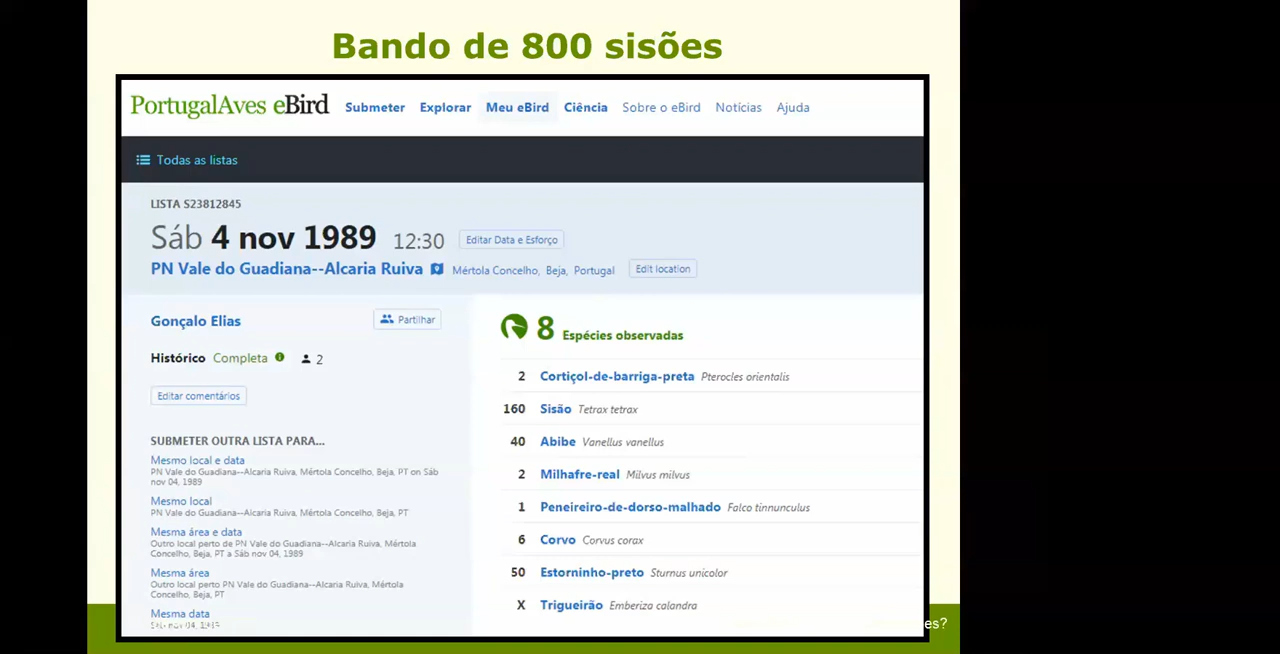 Bando de 800 sisões
PortugalAves eBird Submeter Explorar Meu eBird Ciência Sobre o eBird Notícias Ajuda
Todas as listas
LISTA S23812845
Sáb 4 nov 1989 12:30 Editar Data e Esforço
PN Vale do Guadiana--Alcaria Ruiva Mértola Concelho, Beja, Portugal Edit location
Gonçalo Elias Partilhar
Histórico Completa 2
Editar comentários
SUBMETER OUTRA LISTA PARA...
Mesmo local e data
PN Vale do Guadiana--Alcaria Ruiva, Mértola Concelho, Beja, PT on Sáb
nov 04, 1989
Mesmo local
PN Vale do Guadiana--Alcaria Ruiva, Mértola Concelho, Beja, PT
Mesma área e data
Outro local perto de PN Vale do Guadiana--Alcaria Ruiva, Mértola
Concelho, Beja, PT a Sáb nov 04, 1989
Mesma área
Outro local perto PN Vale do Guadiana--Alcaria Ruiva, Mértola
Concelho, Beja, PT
Mesma data
8 Espécies observadas
2 Cortiçol-de-barriga-preta Pterocles orientalis
160 Sisão Tetrax tetrax
40 Abibe Vanellus vanellus
2 Milhafre-real Milvus milvus
1 Peneireiro-de-dorso-malhado Falco tinnunculus
6 Corvo Corvus corax
50 Estorninho-preto Sturnus unicolor
X Trigueirão Emberiza calandra
es?